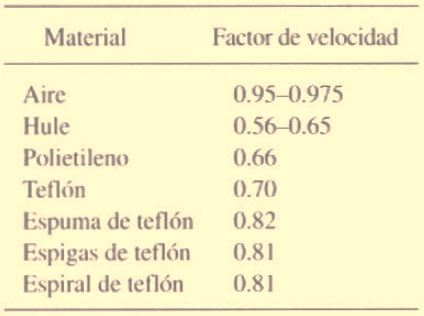 Material Factor de velocidad
Aire 0.95–0.975
Hule 0.56–0.65
Polietileno 0.66
Teflón 0.70
Espuma de teflón 0.82
Espigas de teflón 0.81
Espiral de teflón 0.81